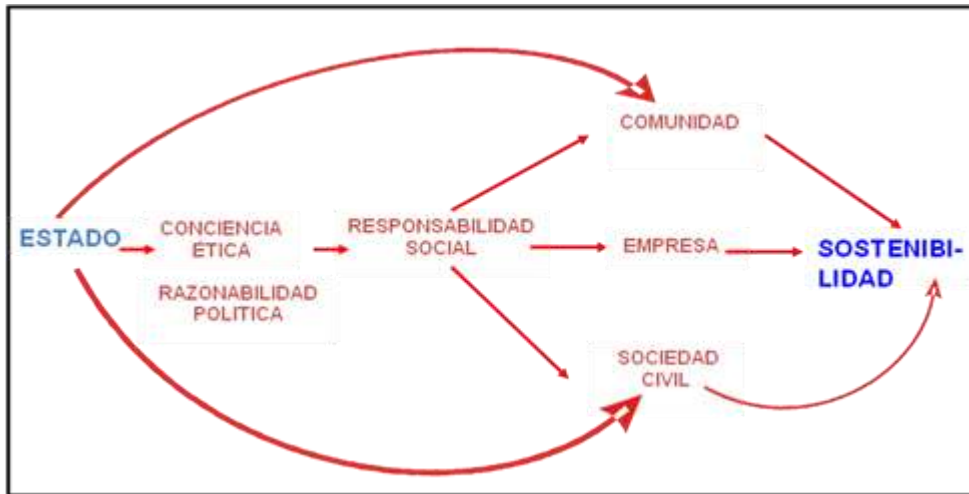 COMUNIDAD
ESTADO
CONCIENCIA
ÉTICA
RAZONABILIDAD
POLITICA
RESPONSABILIDAD
SOCIAL
EMPRESA
SOSTENIBI-
LIDAD
SOCIEDAD
CIVIL